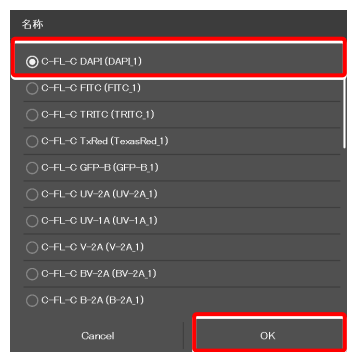 名称
C-FL-C DAPI (DAPI_1)
C-FL-C FITC (FITC_1)
C-FL-C TRITC (TRITC_1)
C-FL-C TxRed (TexasRed_1)
C-FL-C GFP-B (GFP-B_1)
C-FL-C UV-2A (UV-2A_1)
C-FL-C UV-1A (UV-1A_1)
C-FL-C V-2A (V-2A_1)
C-FL-C BV-2A (BV-2A_1)
C-FL-C B-2A (B-2A_1)
Cancel
OK